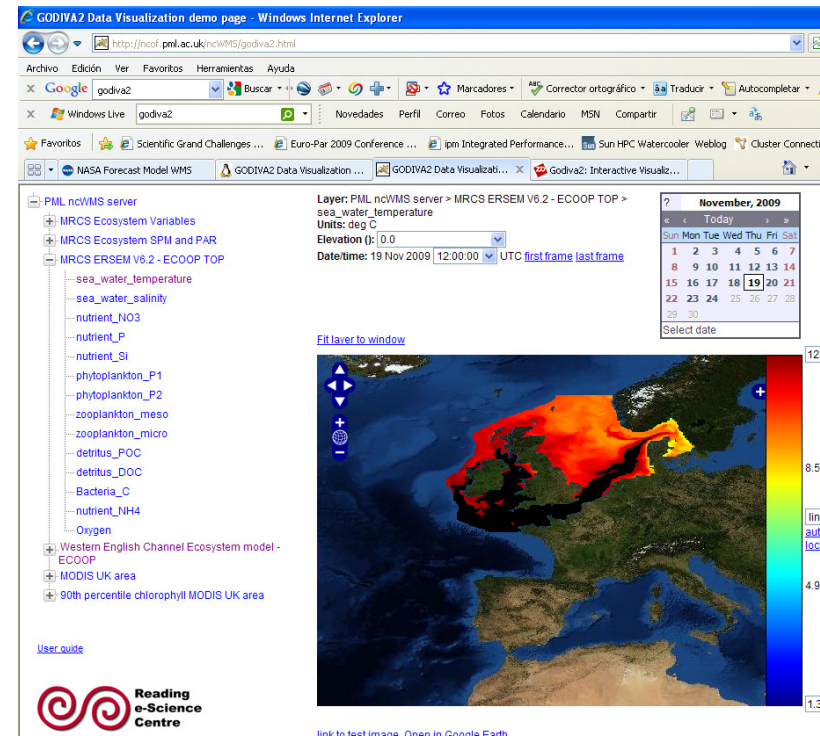 GODIVA2 Data Visualization demo page - Windows Internet Explorer
http://ncof.pml.ac.uk/ncWMS/godiva2.html
Archivo Edición Ver Favoritos Herramientas Ayuda
x Google godiva2 Buscar Marcadores ABC Corrector ortográfico âa Traducir Autocompletar
x Windows Live godiva2 Novedades Perfil Correo Fotos Calendario MSN Compartir
Favoritos Scientific Grand Challenges ... Euro-Par 2009 Conference ... ipm Integrated Performance... Sun HPC Watercooler Weblog Cluster Connecti
NASA Forecast Model WMS GODIVA2 Data Visualization ... GODIVA2 Data Visualizati... X Godiva2: Interactive Visualiz...
PML ncWMS server
MRCS Ecosystem Variables
MRCS Ecosystem SPM and PAR
MRCS ERSEM V6.2 - ECOOP TOP
sea_water_temperature
sea_water_salinity
nutrient_NO3
nutrient_P
nutrient_Si
phytoplankton_P1
phytoplankton_P2
zooplankton_meso
zooplankton_micro
detritus_POC
detritus_DOC
Bacteria_C
nutrient_NH4
Oxygen
Western English Channel Ecosystem model -
ECOOP
MODIS UK area
90th percentile chlorophyll MODIS UK area
User guide
Reading
e-Science
Centre
Layer: PML ncWMS server > MRCS ERSEM V6.2 - ECOOP TOP >
sea_water_temperature
Units: deg C
Elevation (): 0.0
Date/time: 19 Nov 2009 12:00:00 UTC first frame last frame
? November, 2009
« ‹ Today › »
Sun Mon Tue Wed Thu Fri Sat
1 2 3 4 5 6 7
8 9 10 11 12 13 14
15 16 17 18 19 20 21
22 23 24 25 26 27 28
29 30
Select date
Fit layer to window
12
8.5
lin
aut
loc
4.9
1.3
link to test image Open in Google Earth